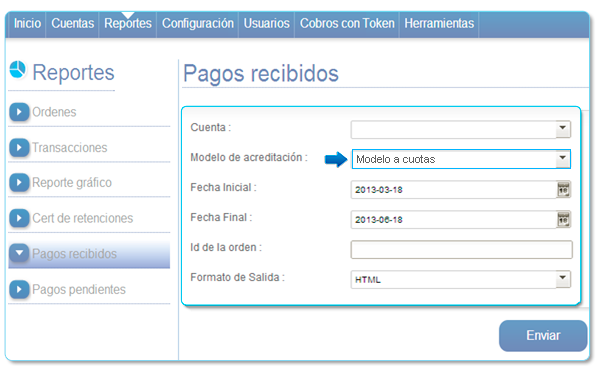 Inicio Cuentas Reportes Configuración Usuarios Cobros con Token Herramientas
Reportes
Ordenes
Transacciones
Reporte gráfico
Cert de retenciones
Pagos recibidos
Pagos pendientes
Pagos recibidos
Cuenta :
Modelo de acreditación : Modelo a cuotas
Fecha Inicial : 2013-03-18
Fecha Final : 2013-06-18
Id de la orden :
Formato de Salida : HTML
Enviar